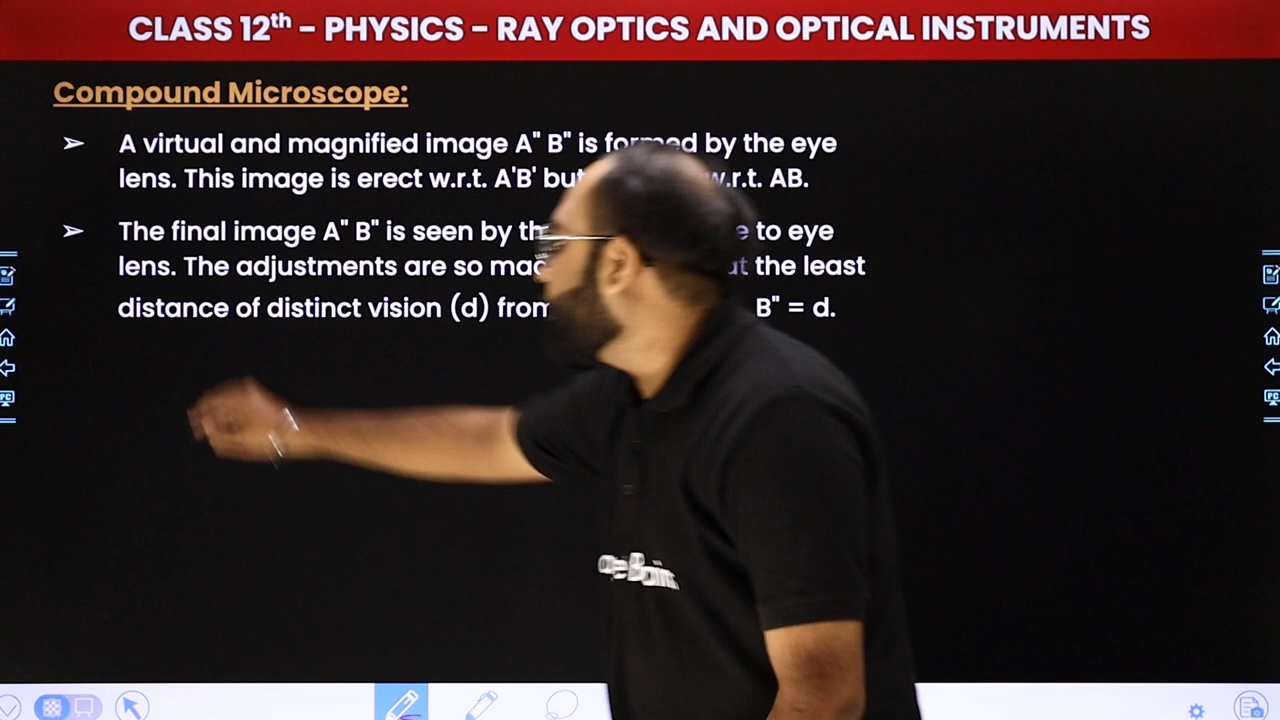 CLASS 12th - PHYSICS - RAY OPTICS AND OPTICAL INSTRUMENTS
Compound Microscope:
➢ A virtual and magnified image A" B" is formed by the eye
lens. This image is erect w.r.t. A'B' but w.r.t. AB.
➢ The final image A" B" is seen by to eye
lens. The adjustments are so the least
distance of distinct vision (d) from B" = d.